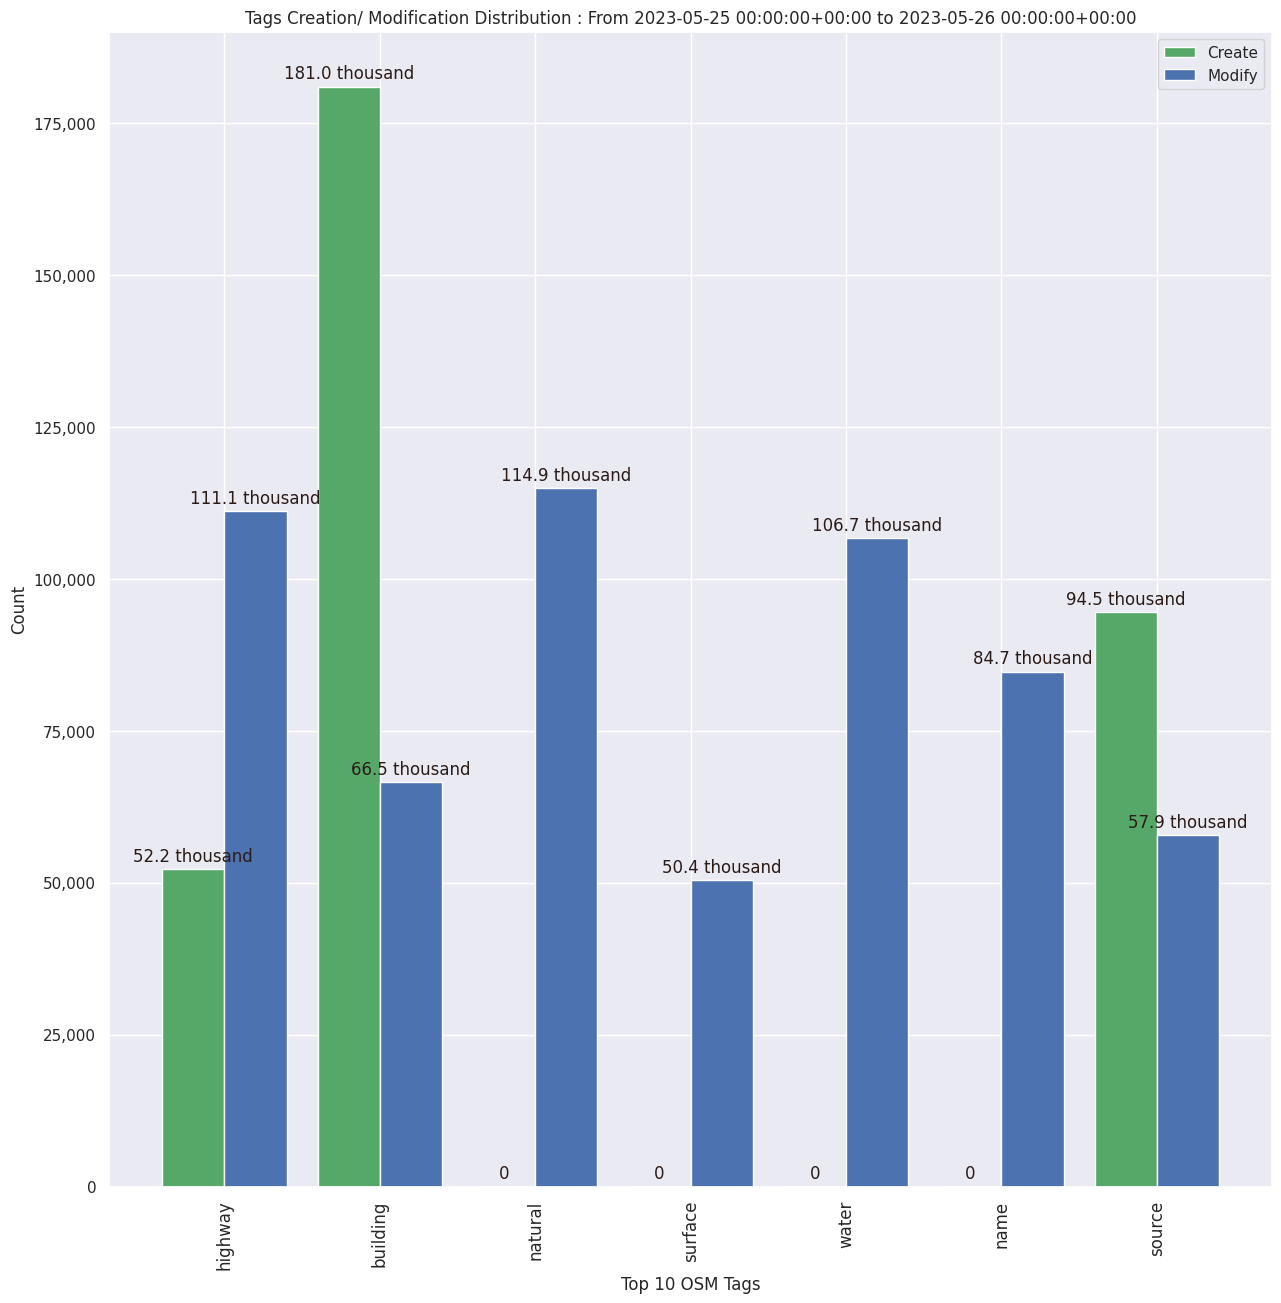 Tags Creation/ Modification Distribution : From 2023-05-25 00:00:00+00:00 to 2023-05-26 00:00:00+00:00
Create
Modify
175,000
150,000
125,000
100,000
75,000
50,000
25,000
0
Count
52.2 thousand
111.1 thousand
181.0 thousand
66.5 thousand
0
114.9 thousand
0
50.4 thousand
0
106.7 thousand
0
84.7 thousand
94.5 thousand
57.9 thousand
highway
building
natural
surface
water
name
source
Top 10 OSM Tags